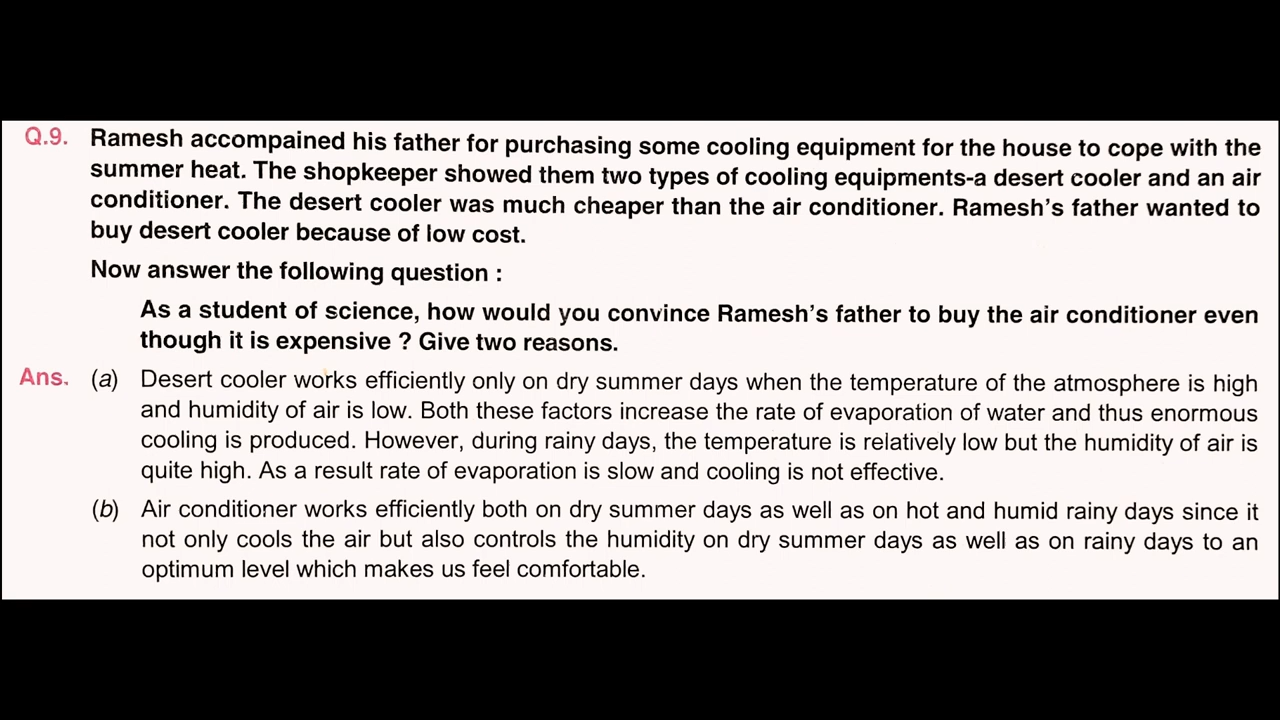 Q.9. Ramesh accompained his father for purchasing some cooling equipment for the house to cope with the
summer heat. The shopkeeper showed them two types of cooling equipments-a desert cooler and an air
conditioner. The desert cooler was much cheaper than the air conditioner. Ramesh's father wanted to
buy desert cooler because of low cost.
Now answer the following question :
As a student of science, how would you convince Ramesh's father to buy the air conditioner even
though it is expensive ? Give two reasons.
Ans. (a) Desert cooler works efficiently only on dry summer days when the temperature of the atmosphere is high
and humidity of air is low. Both these factors increase the rate of evaporation of water and thus enormous
cooling is produced. However, during rainy days, the temperature is relatively low but the humidity of air is
quite high. As a result rate of evaporation is slow and cooling is not effective.
(b) Air conditioner works efficiently both on dry summer days as well as on hot and humid rainy days since it
not only cools the air but also controls the humidity on dry summer days as well as on rainy days to an
optimum level which makes us feel comfortable.